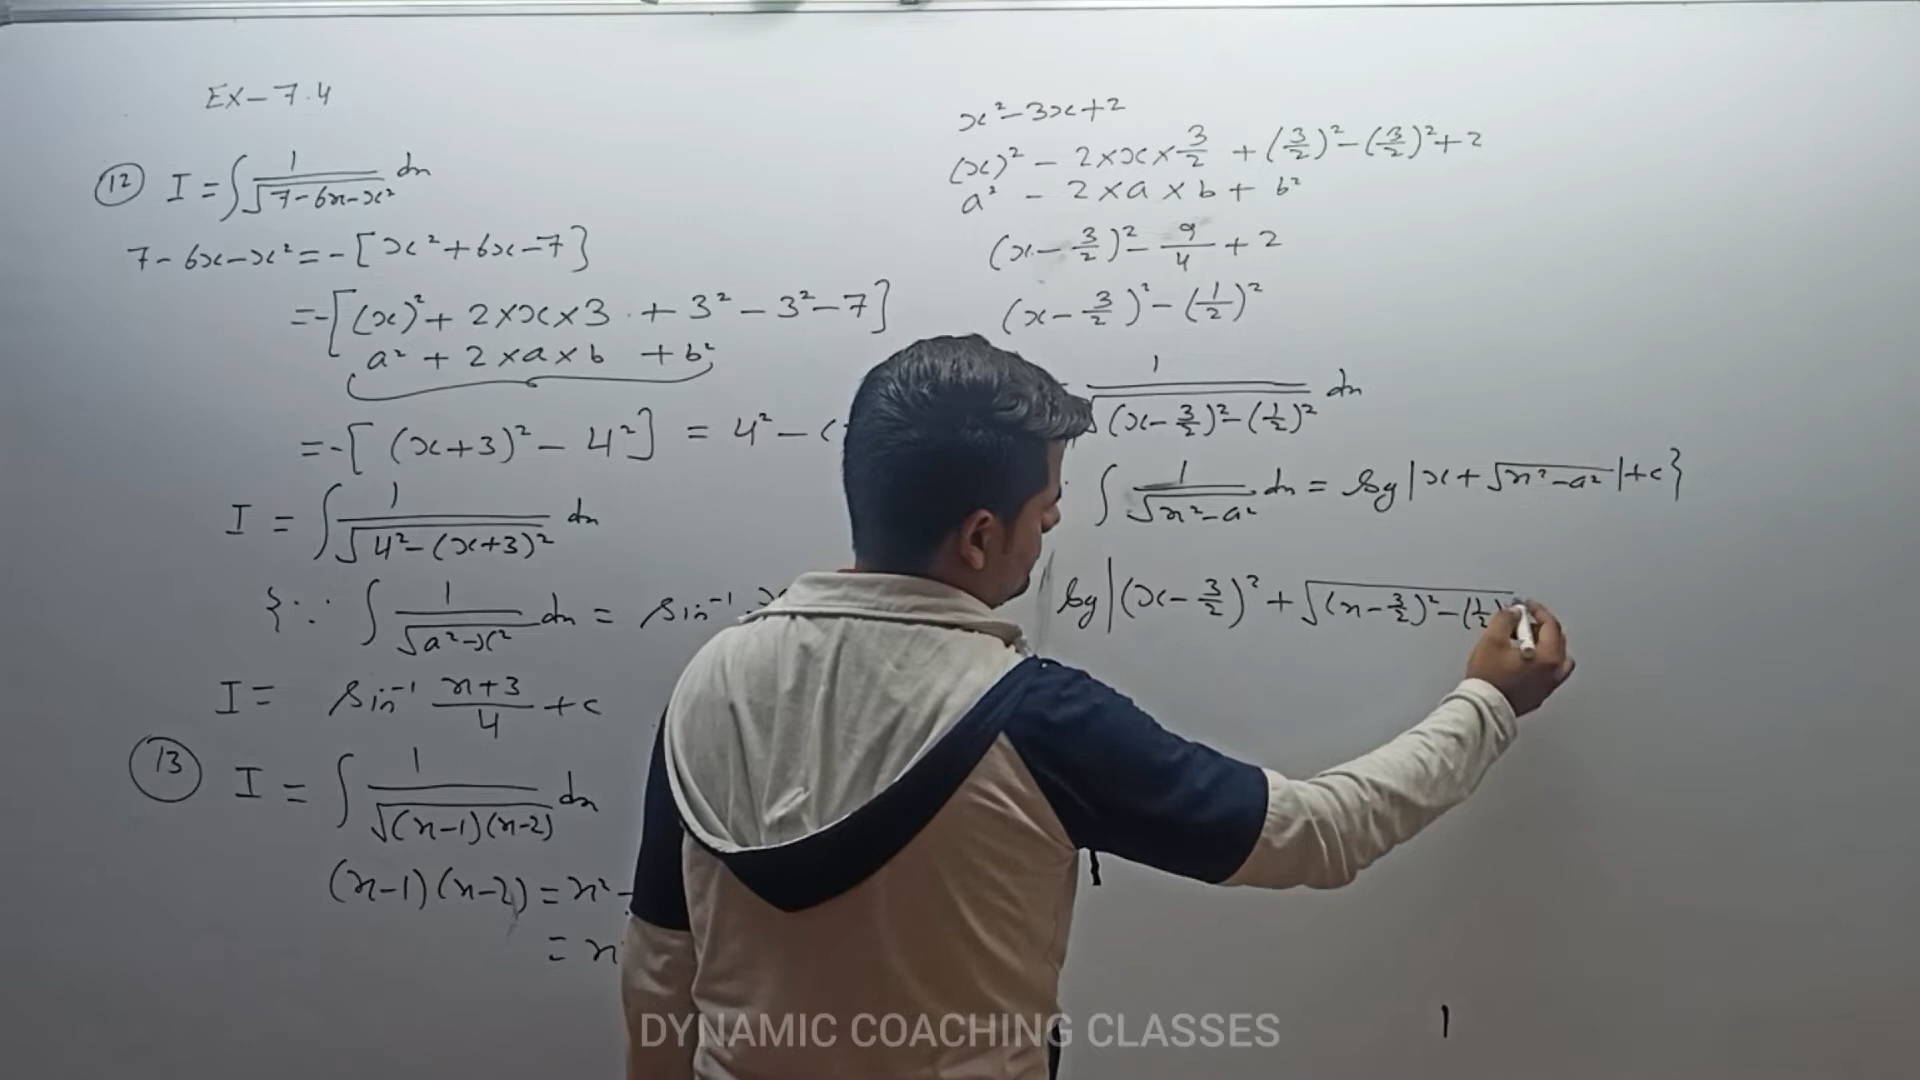 EX-7.4
⑫ I = ∫ 1/√(7-6x-x²) dx
7-6x-x² = -[x²+6x-7]
= -[(x)² + 2×x×3 + 3² - 3² - 7]
a² + 2×a×b + b²
= -[(x+3)² - 4²] = 4² - (
I = ∫ 1/√(4²-(x+3)²) dx
{∵ ∫ 1/√(a²-x²) dx = sin⁻¹
I = sin⁻¹ (x+3)/4 + c
⑬ I = ∫ 1/√((x-1)(x-2)) dx
(x-1)(x-2) = x² -
= x
x²-3x+2
(x)² - 2×x×3/2 + (3/2)² - (3/2)² + 2
a² - 2×a×b + b²
(x-3/2)² - 9/4 + 2
(x-3/2)² - (1/2)²
1/√((x-3/2)²-(1/2)²) dx
∫ 1/√(x²-a²) dx = log|x+√(x²-a²)|+c}
log|(x-3/2)² + √((x-3/2)²-(1/2)
DYNAMIC COACHING CLASSES